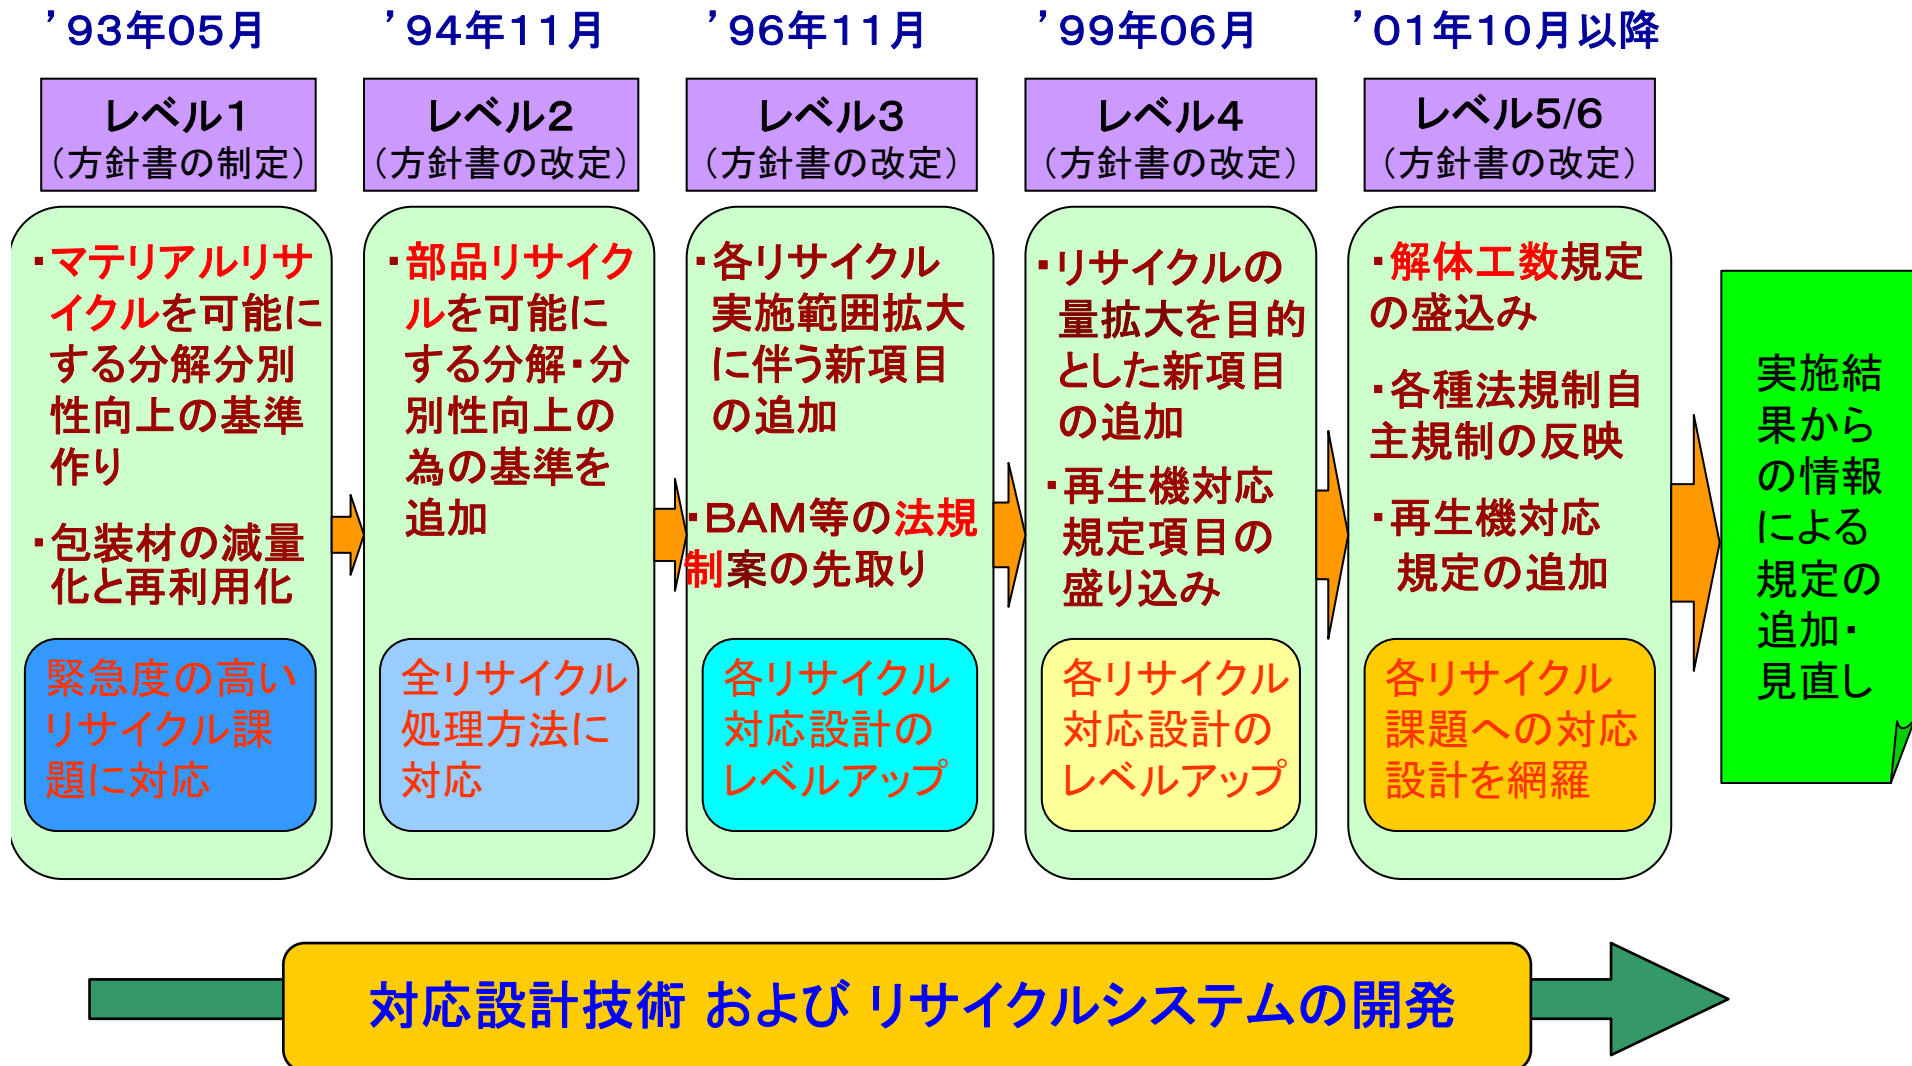 ’93年05月
レベル1
（方針書の制定）
・マテリアルリサ
イクルを可能に
する分解分別
性向上の基準
作り
・包装材の減量
化と再利用化
緊急度の高い
リサイクル課
題に対応
’94年11月
レベル2
（方針書の改定）
・部品リサイク
ルを可能に
する分解・分
別性向上の
為の基準を
追加
全リサイクル
処理方法に
対応
’96年11月
レベル3
（方針書の改定）
・各リサイクル
実施範囲拡大
に伴う新項目
の追加
・BAM等の法規
制案の先取り
各リサイクル
対応設計の
レベルアップ
’99年06月
レベル4
（方針書の改定）
・リサイクルの
量拡大を目的
とした新項目
の追加
・再生機対応
規定項目の
盛り込み
各リサイクル
対応設計の
レベルアップ
’01年10月以降
レベル5/6
（方針書の改定）
・解体工数規定
の盛込み
・各種法規制自
主規制の反映
・再生機対応
規定の追加
各リサイクル
課題への対応
設計を網羅
実施結
果から
の情報
による
規定の
追加・
見直し
対応設計技術 および リサイクルシステムの開発